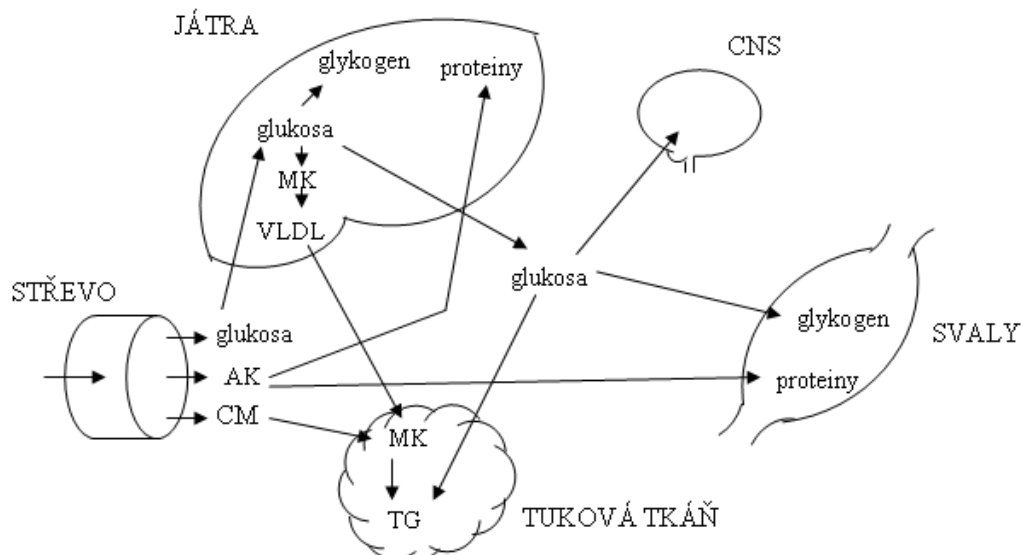 JÁTRA
CNS
glykogen
proteiny
glukosa
MK
VLDL
glukosa
STŘEVO
glukosa
AK
CM
glykogen
SVALY
proteiny
MK
TG
TUKOVÁ TKÁŇ